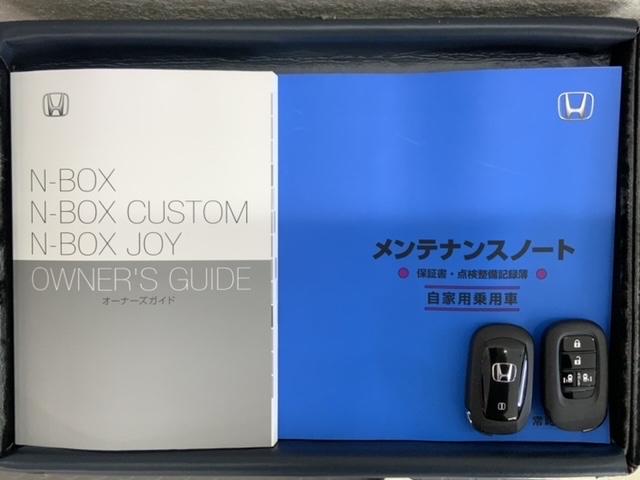 N-BOX
N-BOX CUSTOM
N-BOX JOY
OWNER'S GUIDE
オーナーズガイド
メンテナンスノート
保証書・点検整備記録簿
自家用乗用車